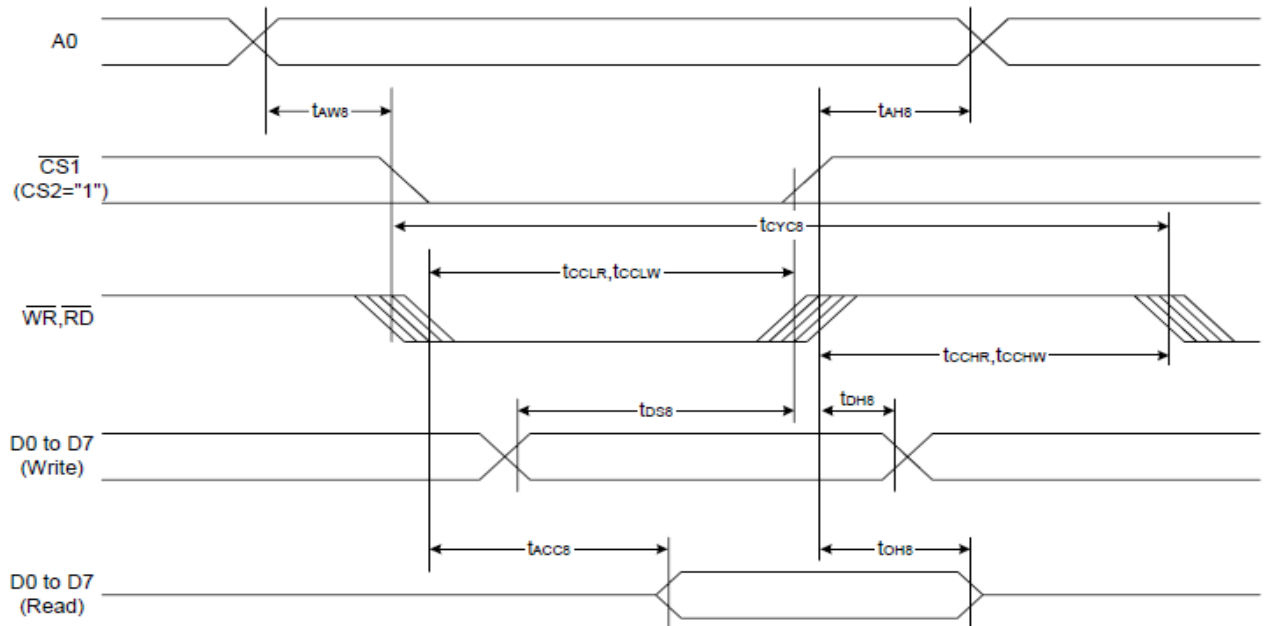 A0
tAW8
tAH8
CS1
(CS2="1")
tCYC8
tCCLR,tCCLW
WR,RD
tCCHR,tCCHW
tDS8
tDH8
D0 to D7
(Write)
tACC8
tOH8
D0 to D7
(Read)